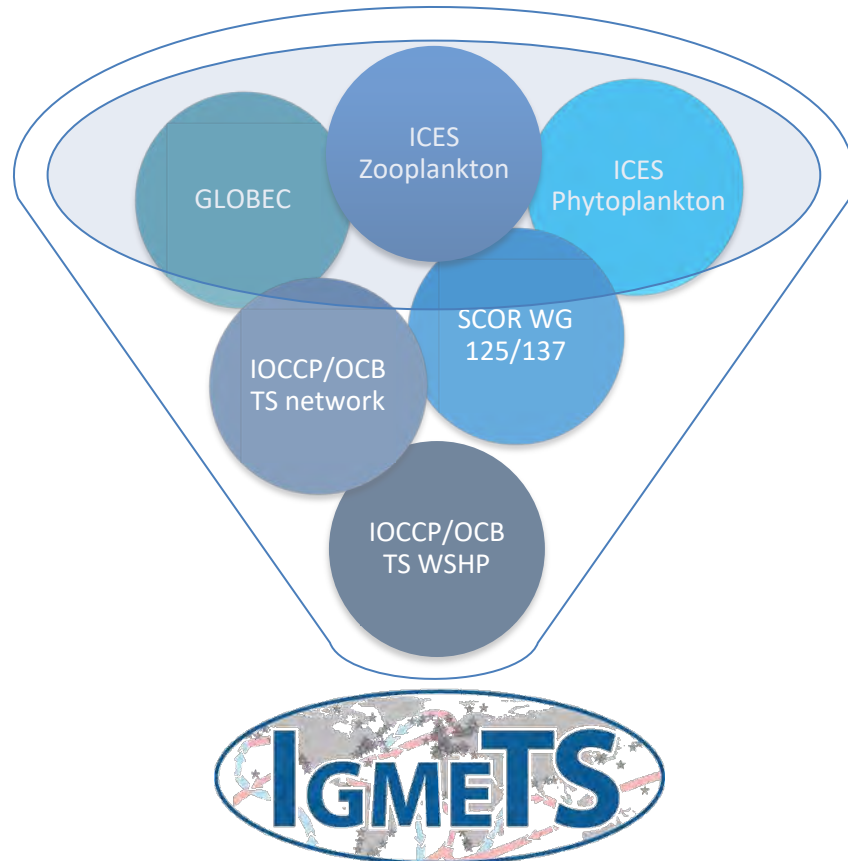 ICES
Zooplankton
GLOBEC
ICES
Phytoplankton
SCOR WG
125/137
IOCCP/OCB
TS network
IOCCP/OCB
TS WSHP
IGMETS